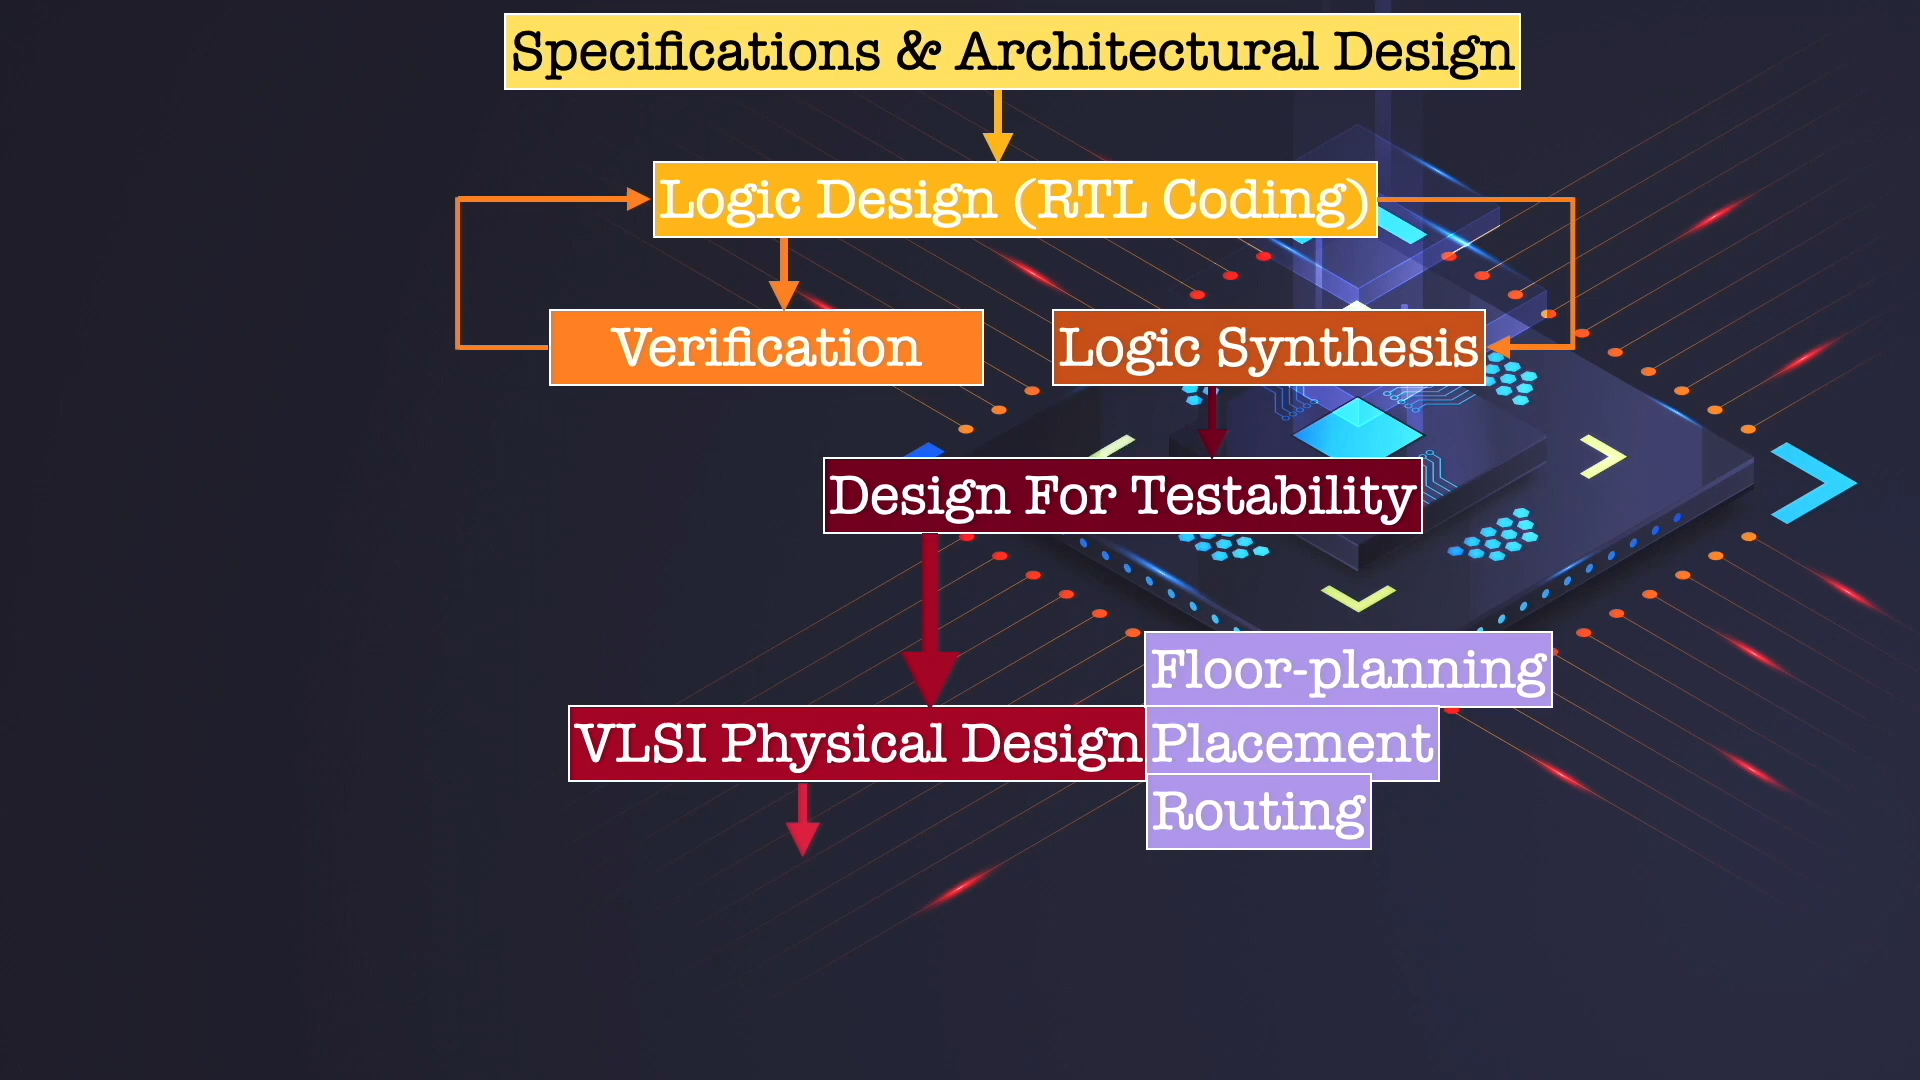 Specifications & Architectural Design
Logic Design (RTL Coding)
Verification
Logic Synthesis
Design For Testability
Floor-planning
VLSI Physical Design
Placement
Routing